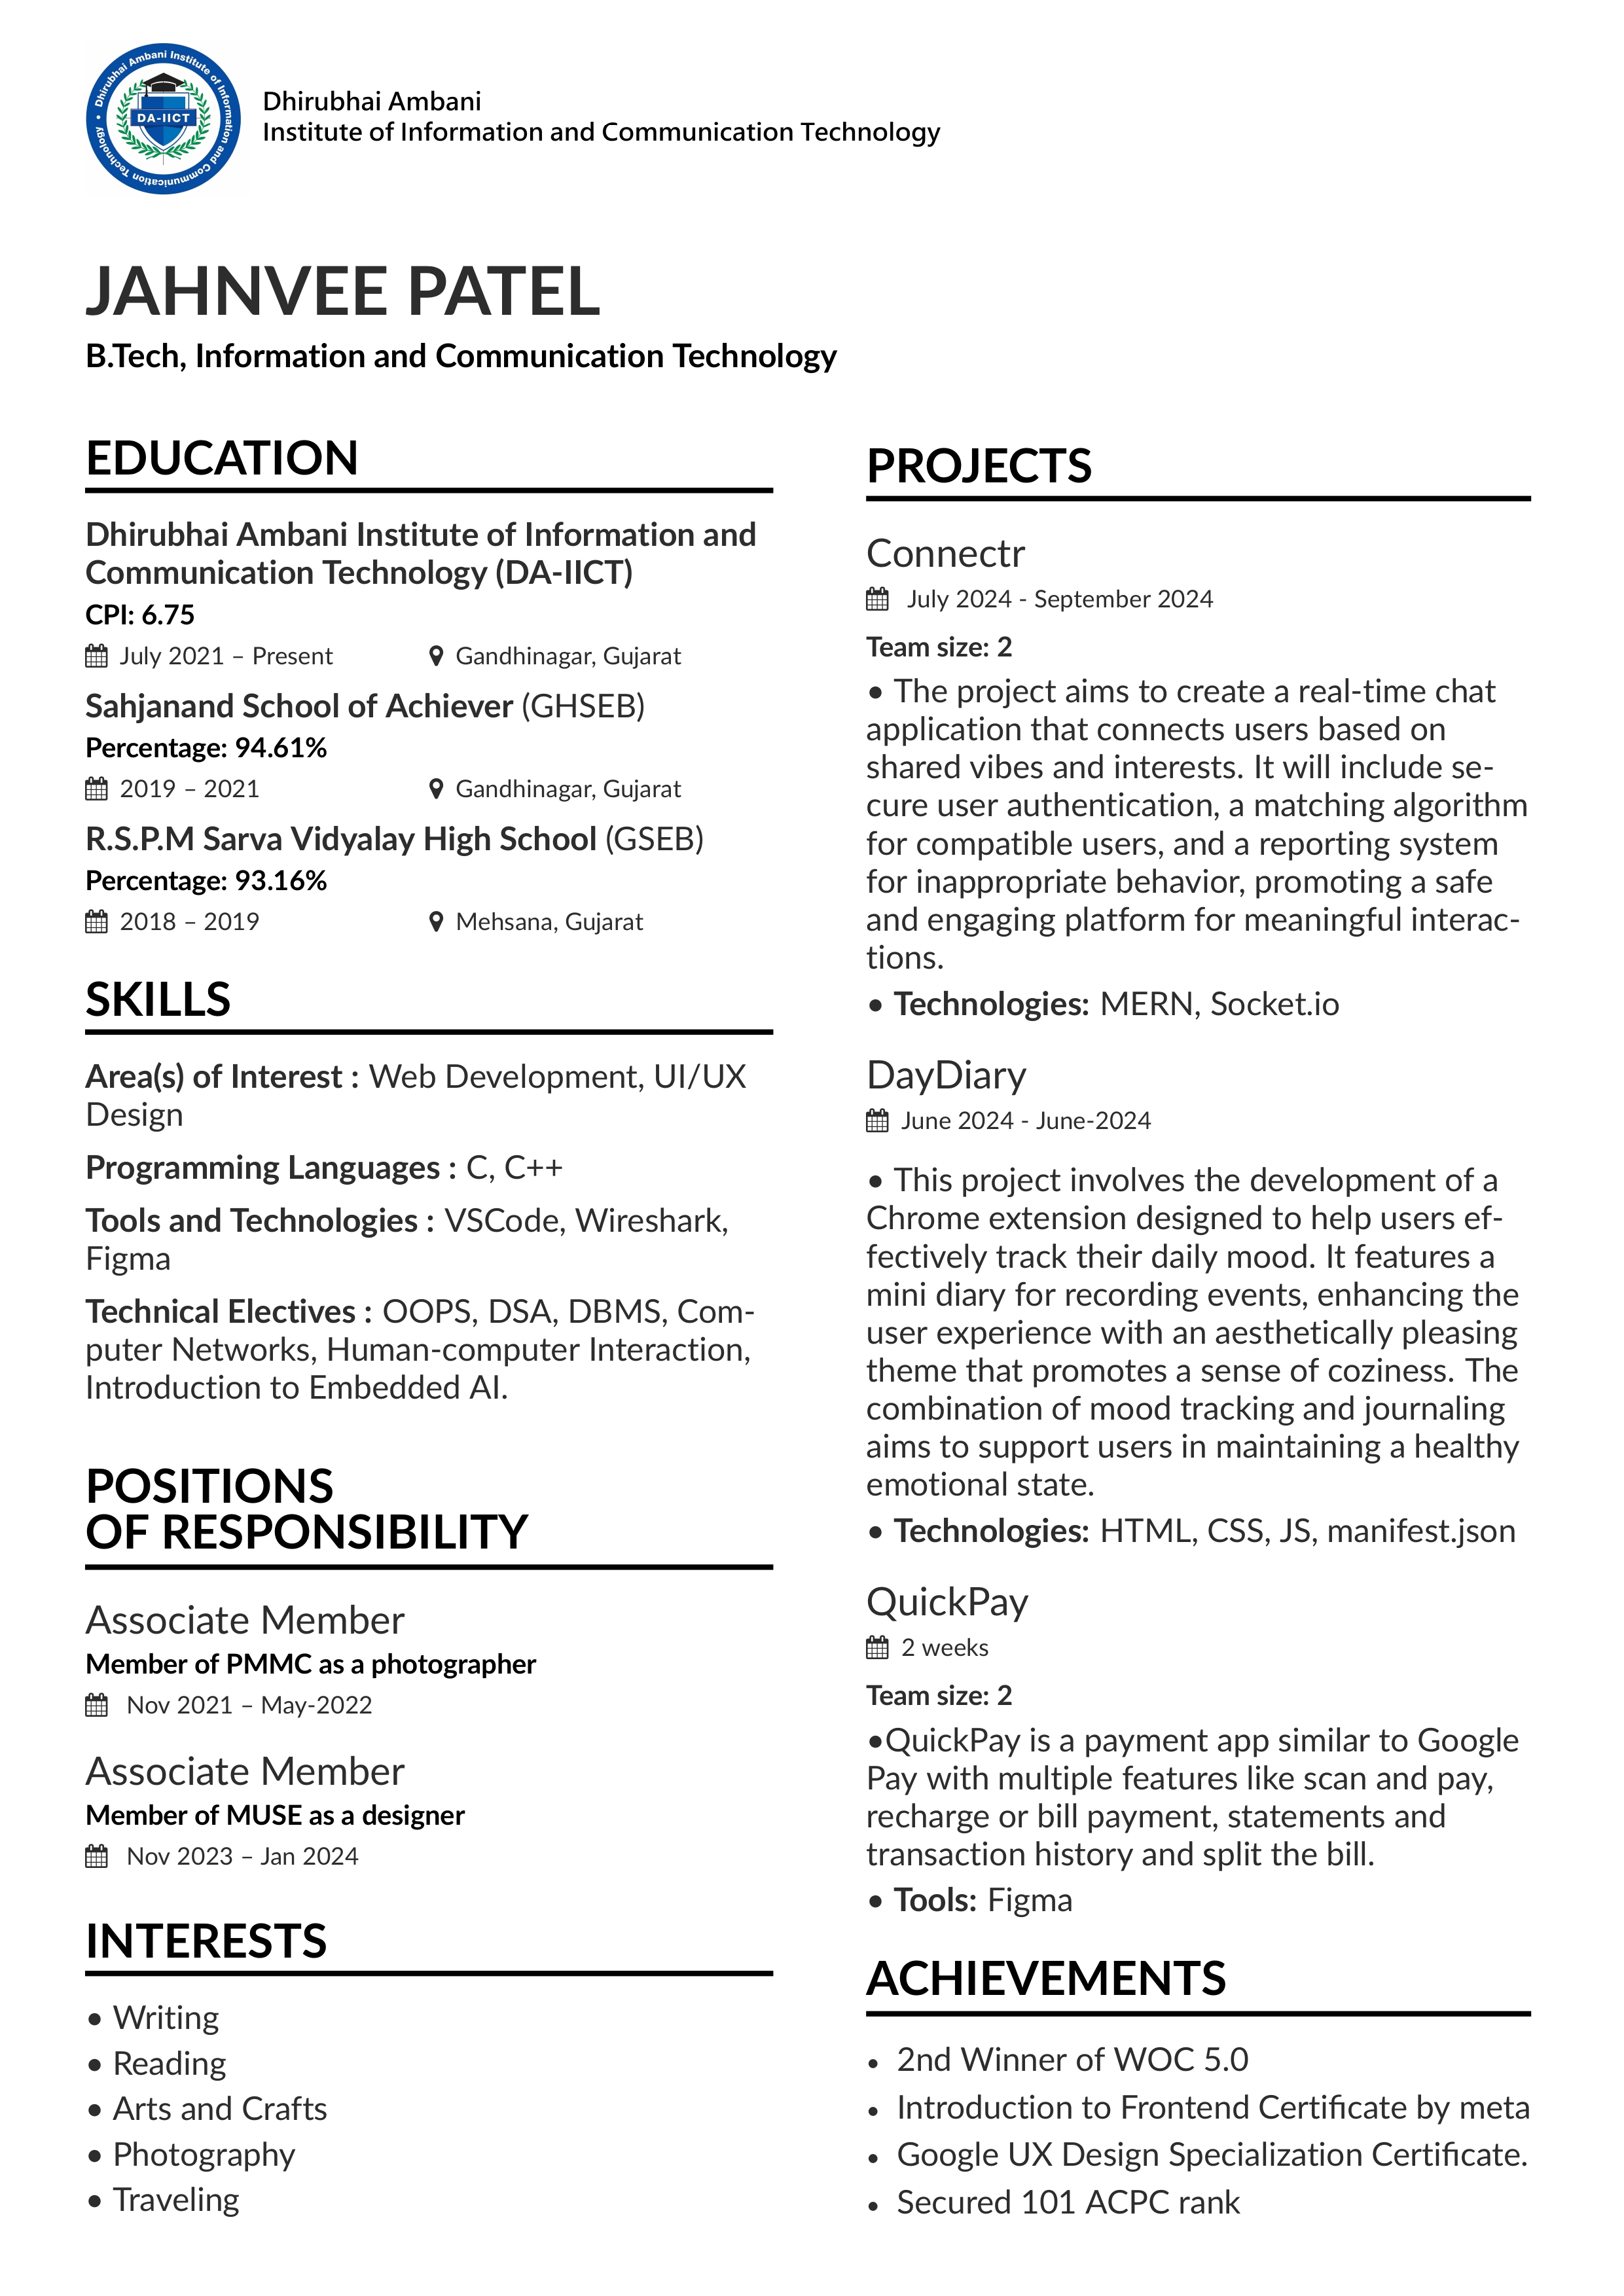 Dhirubhai Ambani Institute of Information and Communication Technology •
DA-IICT
Dhirubhai Ambani
Institute of Information and Communication Technology
JAHNVEE PATEL
B.Tech, Information and Communication Technology
EDUCATION
Dhirubhai Ambani Institute of Information and
Communication Technology (DA-IICT)
CPI: 6.75
July 2021 – Present Gandhinagar, Gujarat
Sahjanand School of Achiever (GHSEB)
Percentage: 94.61%
2019 – 2021 Gandhinagar, Gujarat
R.S.P.M Sarva Vidyalay High School (GSEB)
Percentage: 93.16%
2018 – 2019 Mehsana, Gujarat
SKILLS
Area(s) of Interest : Web Development, UI/UX
Design
Programming Languages : C, C++
Tools and Technologies : VSCode, Wireshark,
Figma
Technical Electives : OOPS, DSA, DBMS, Com-
puter Networks, Human-computer Interaction,
Introduction to Embedded AI.
POSITIONS
OF RESPONSIBILITY
Associate Member
Member of PMMC as a photographer
Nov 2021 – May-2022
Associate Member
Member of MUSE as a designer
Nov 2023 – Jan 2024
INTERESTS
• Writing
• Reading
• Arts and Crafts
• Photography
• Traveling
PROJECTS
Connectr
July 2024 - September 2024
Team size: 2
• The project aims to create a real-time chat
application that connects users based on
shared vibes and interests. It will include se-
cure user authentication, a matching algorithm
for compatible users, and a reporting system
for inappropriate behavior, promoting a safe
and engaging platform for meaningful interac-
tions.
• Technologies: MERN, Socket.io
DayDiary
June 2024 - June-2024
• This project involves the development of a
Chrome extension designed to help users ef-
fectively track their daily mood. It features a
mini diary for recording events, enhancing the
user experience with an aesthetically pleasing
theme that promotes a sense of coziness. The
combination of mood tracking and journaling
aims to support users in maintaining a healthy
emotional state.
• Technologies: HTML, CSS, JS, manifest.json
QuickPay
2 weeks
Team size: 2
•QuickPay is a payment app similar to Google
Pay with multiple features like scan and pay,
recharge or bill payment, statements and
transaction history and split the bill.
• Tools: Figma
ACHIEVEMENTS
• 2nd Winner of WOC 5.0
• Introduction to Frontend Certificate by meta
• Google UX Design Specialization Certificate.
• Secured 101 ACPC rank